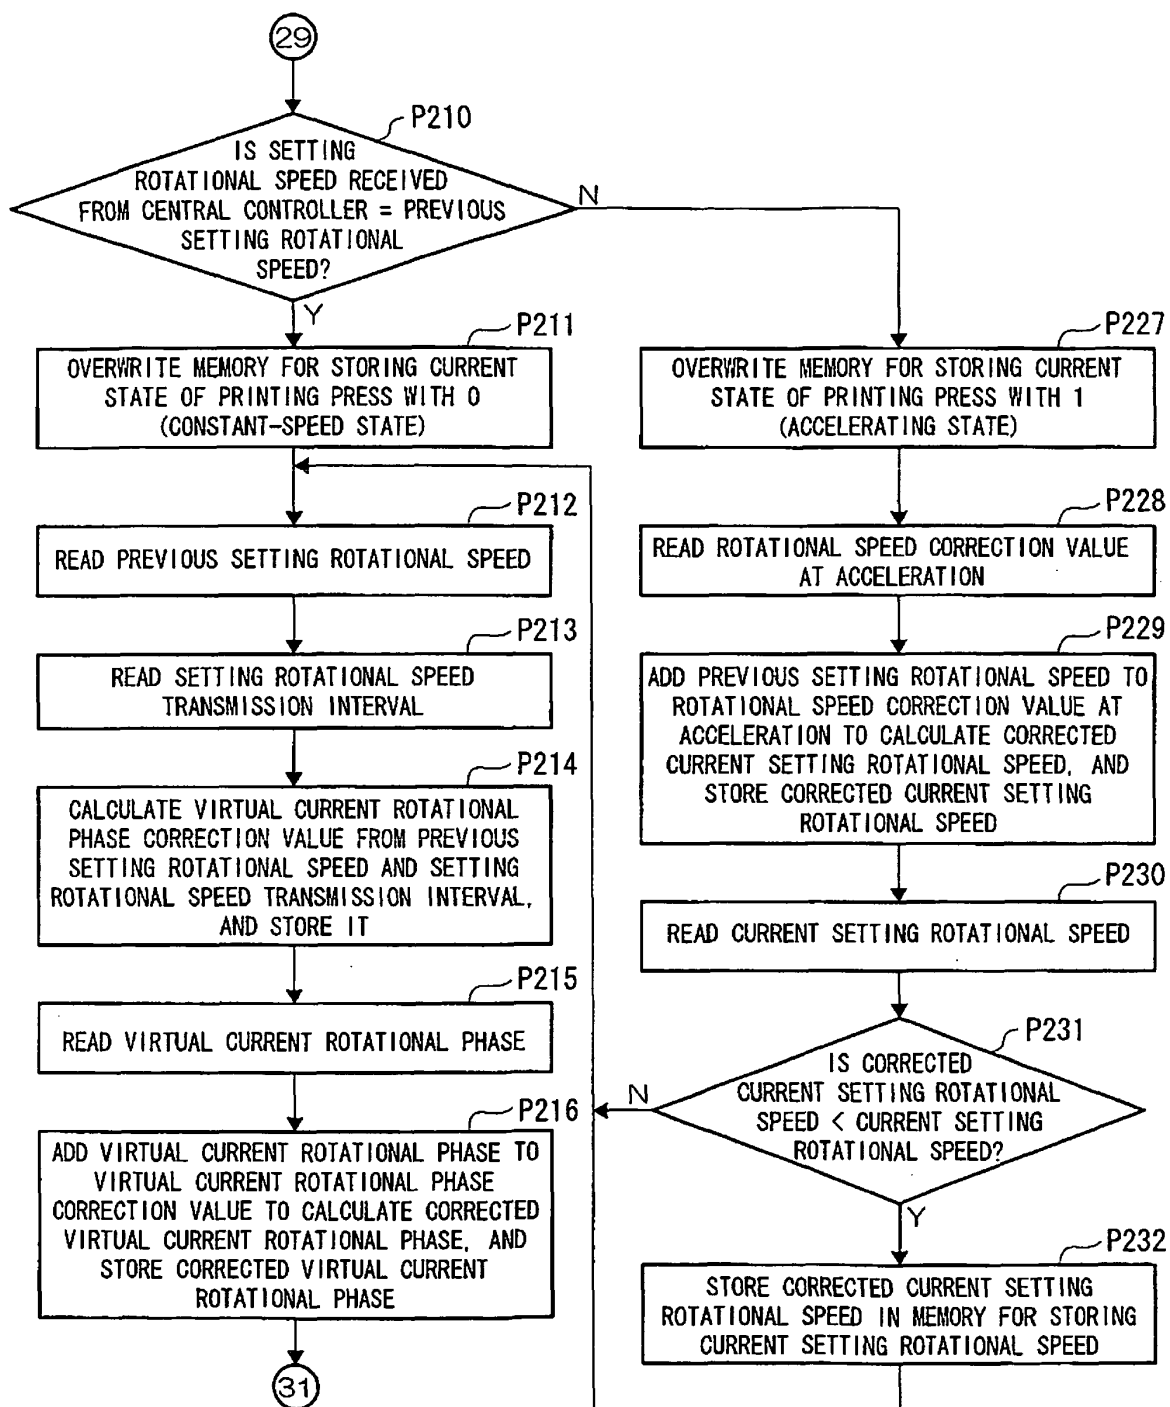 29
P210
IS SETTING
ROTATIONAL SPEED RECEIVED
FROM CENTRAL CONTROLLER = PREVIOUS
SETTING ROTATIONAL
SPEED?
N
Y
P211
OVERWRITE MEMORY FOR STORING CURRENT
STATE OF PRINTING PRESS WITH 0
(CONSTANT-SPEED STATE)
P212
READ PREVIOUS SETTING ROTATIONAL SPEED
P213
READ SETTING ROTATIONAL SPEED
TRANSMISSION INTERVAL
P214
CALCULATE VIRTUAL CURRENT ROTATIONAL
PHASE CORRECTION VALUE FROM PREVIOUS
SETTING ROTATIONAL SPEED AND SETTING
ROTATIONAL SPEED TRANSMISSION INTERVAL,
AND STORE IT
P215
READ VIRTUAL CURRENT ROTATIONAL PHASE
P216
ADD VIRTUAL CURRENT ROTATIONAL PHASE TO
VIRTUAL CURRENT ROTATIONAL PHASE
CORRECTION VALUE TO CALCULATE CORRECTED
VIRTUAL CURRENT ROTATIONAL PHASE, AND
STORE CORRECTED VIRTUAL CURRENT
ROTATIONAL PHASE
31
P227
OVERWRITE MEMORY FOR STORING CURRENT
STATE OF PRINTING PRESS WITH 1
(ACCELERATING STATE)
P228
READ ROTATIONAL SPEED CORRECTION VALUE
AT ACCELERATION
P229
ADD PREVIOUS SETTING ROTATIONAL SPEED TO
ROTATIONAL SPEED CORRECTION VALUE AT
ACCELERATION TO CALCULATE CORRECTED
CURRENT SETTING ROTATIONAL SPEED, AND
STORE CORRECTED CURRENT SETTING
ROTATIONAL SPEED
P230
READ CURRENT SETTING ROTATIONAL SPEED
P231
IS CORRECTED
CURRENT SETTING ROTATIONAL
SPEED < CURRENT SETTING
ROTATIONAL SPEED?
N
Y
P232
STORE CORRECTED CURRENT SETTING
ROTATIONAL SPEED IN MEMORY FOR STORING
CURRENT SETTING ROTATIONAL SPEED